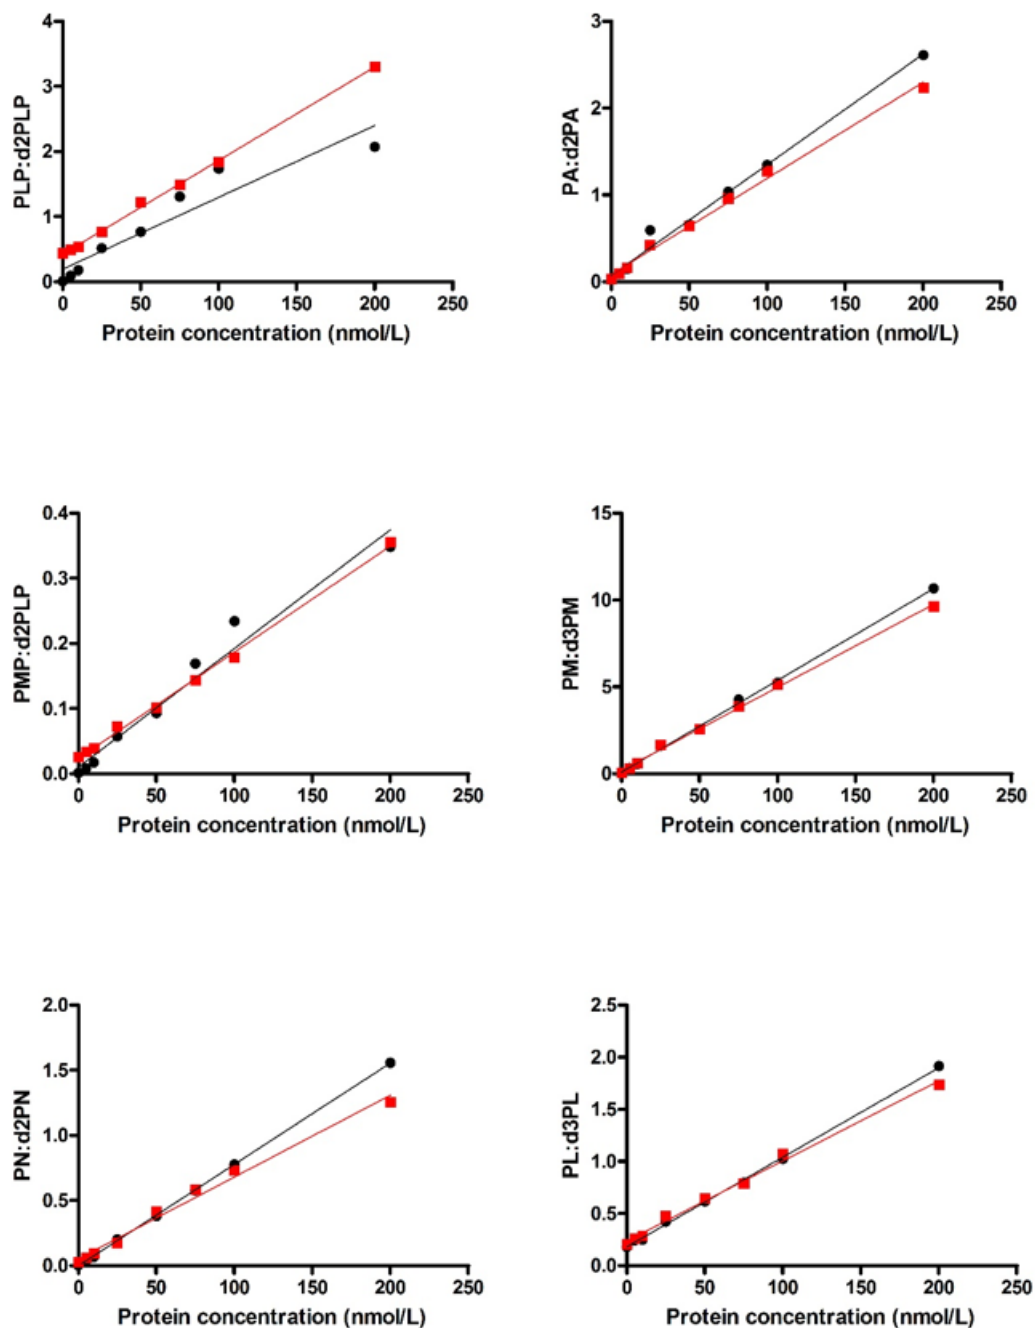 4
3
2
1
0
PLP:d2PLP
0 50 100 150 200 250
Protein concentration (nmol/L)
3
2
1
0
PA:d2PA
0 50 100 150 200 250
Protein concentration (nmol/L)
0.4
0.3
0.2
0.1
0.0
PMP:d2PLP
0 50 100 150 200 250
Protein concentration (nmol/L)
15
10
5
0
PM:d3PM
0 50 100 150 200 250
Protein concentration (nmol/L)
2.0
1.5
1.0
0.5
0.0
PN:d2PN
0 50 100 150 200 250
Protein concentration (nmol/L)
2.5
2.0
1.5
1.0
0.5
0.0
PL:d3PL
0 50 100 150 200 250
Protein concentration (nmol/L)